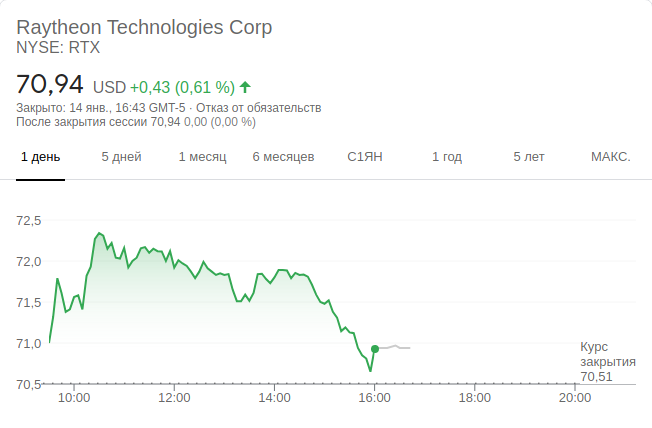 Raytheon Technologies Corp
NYSE: RTX
70,94 USD +0,43 (0,61 %)
Закрыто: 14 янв., 16:43 GMT-5 · Отказ от обязательств
После закрытия сессии 70,94 0,00 (0,00 %)
1 день 5 дней 1 месяц 6 месяцев С1ЯН 1 год 5 лет МАКС.
72,5
72,0
71,5
71,0
70,5
Курс
закрытия
70,51
10:00 12:00 14:00 16:00 18:00 20:00